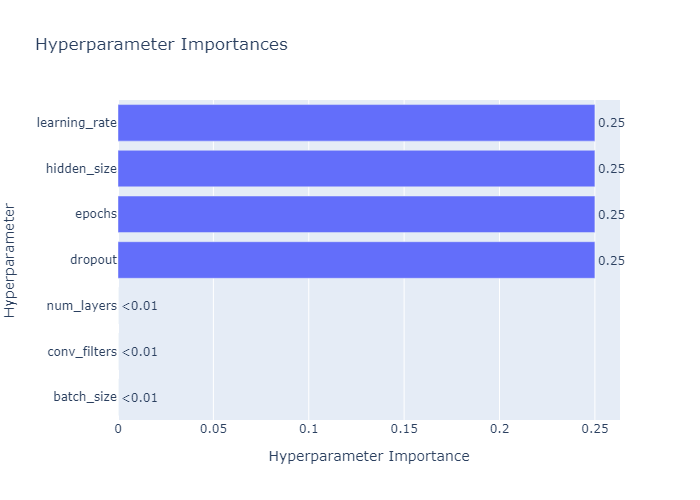 Hyperparameter Importances
Hyperparameter
learning_rate 0.25
hidden_size 0.25
epochs 0.25
dropout 0.25
num_layers <0.01
conv_filters <0.01
batch_size <0.01
0 0.05 0.1 0.15 0.2 0.25
Hyperparameter Importance